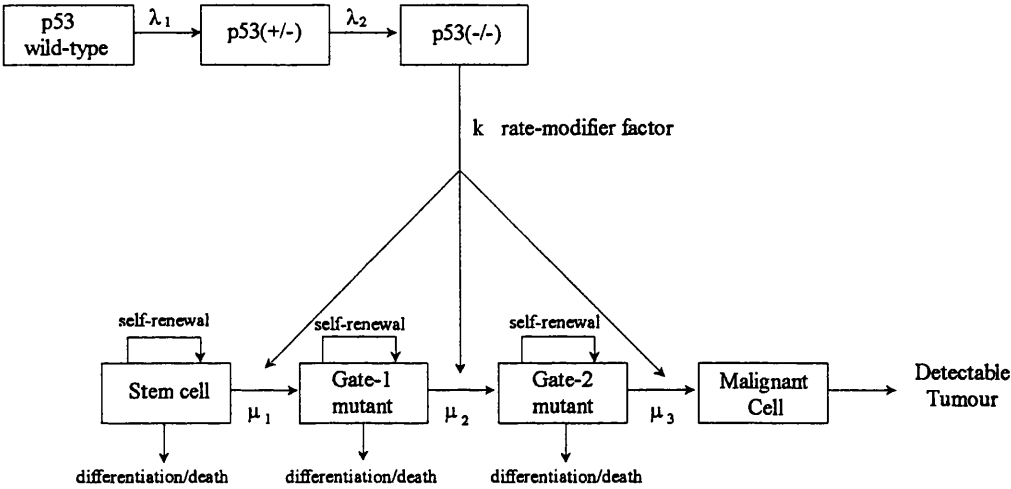 p53
wild-type
λ1
p53(+/-)
λ2
p53(-/-)
k rate-modifier factor
self-renewal
self-renewal
self-renewal
Stem cell
μ1
Gate-1
mutant
μ2
Gate-2
mutant
μ3
Malignant
Cell
Detectable
Tumour
differentiation/death
differentiation/death
differentiation/death